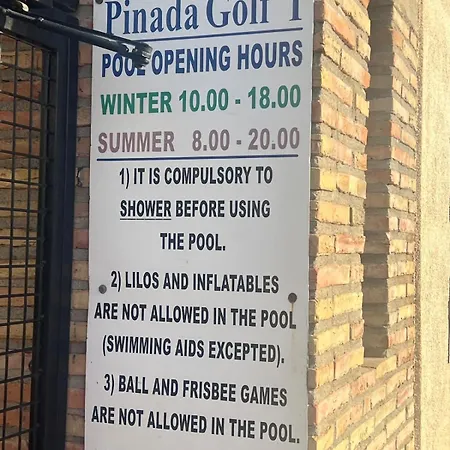 Pinada Golf I
POOL OPENING HOURS
WINTER 10.00 - 18.00
SUMMER 8.00 - 20.00
1) IT IS COMPULSORY TO
SHOWER BEFORE USING
THE POOL.
2) LILOS AND INFLATABLES
ARE NOT ALLOWED IN THE POOL
(SWIMMING AIDS EXCEPTED).
3) BALL AND FRISBEE GAMES
ARE NOT ALLOWED IN THE POOL.